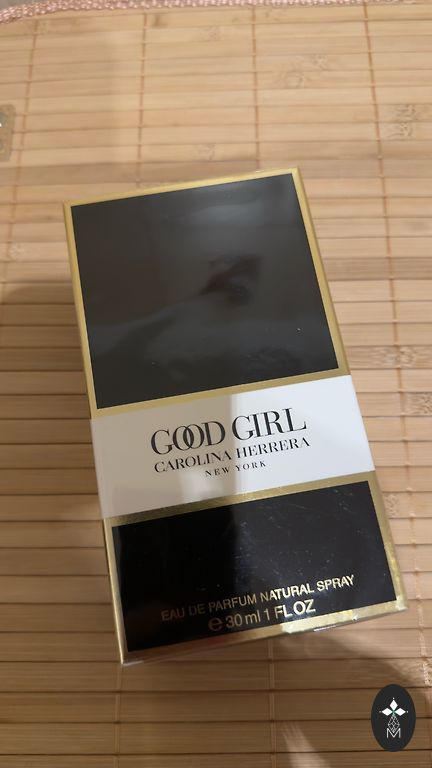 GOOD GIRL
CAROLINA HERRERA
NEW YORK
EAU DE PARFUM NATURAL SPRAY
℮ 30 ml 1 FL OZ
M